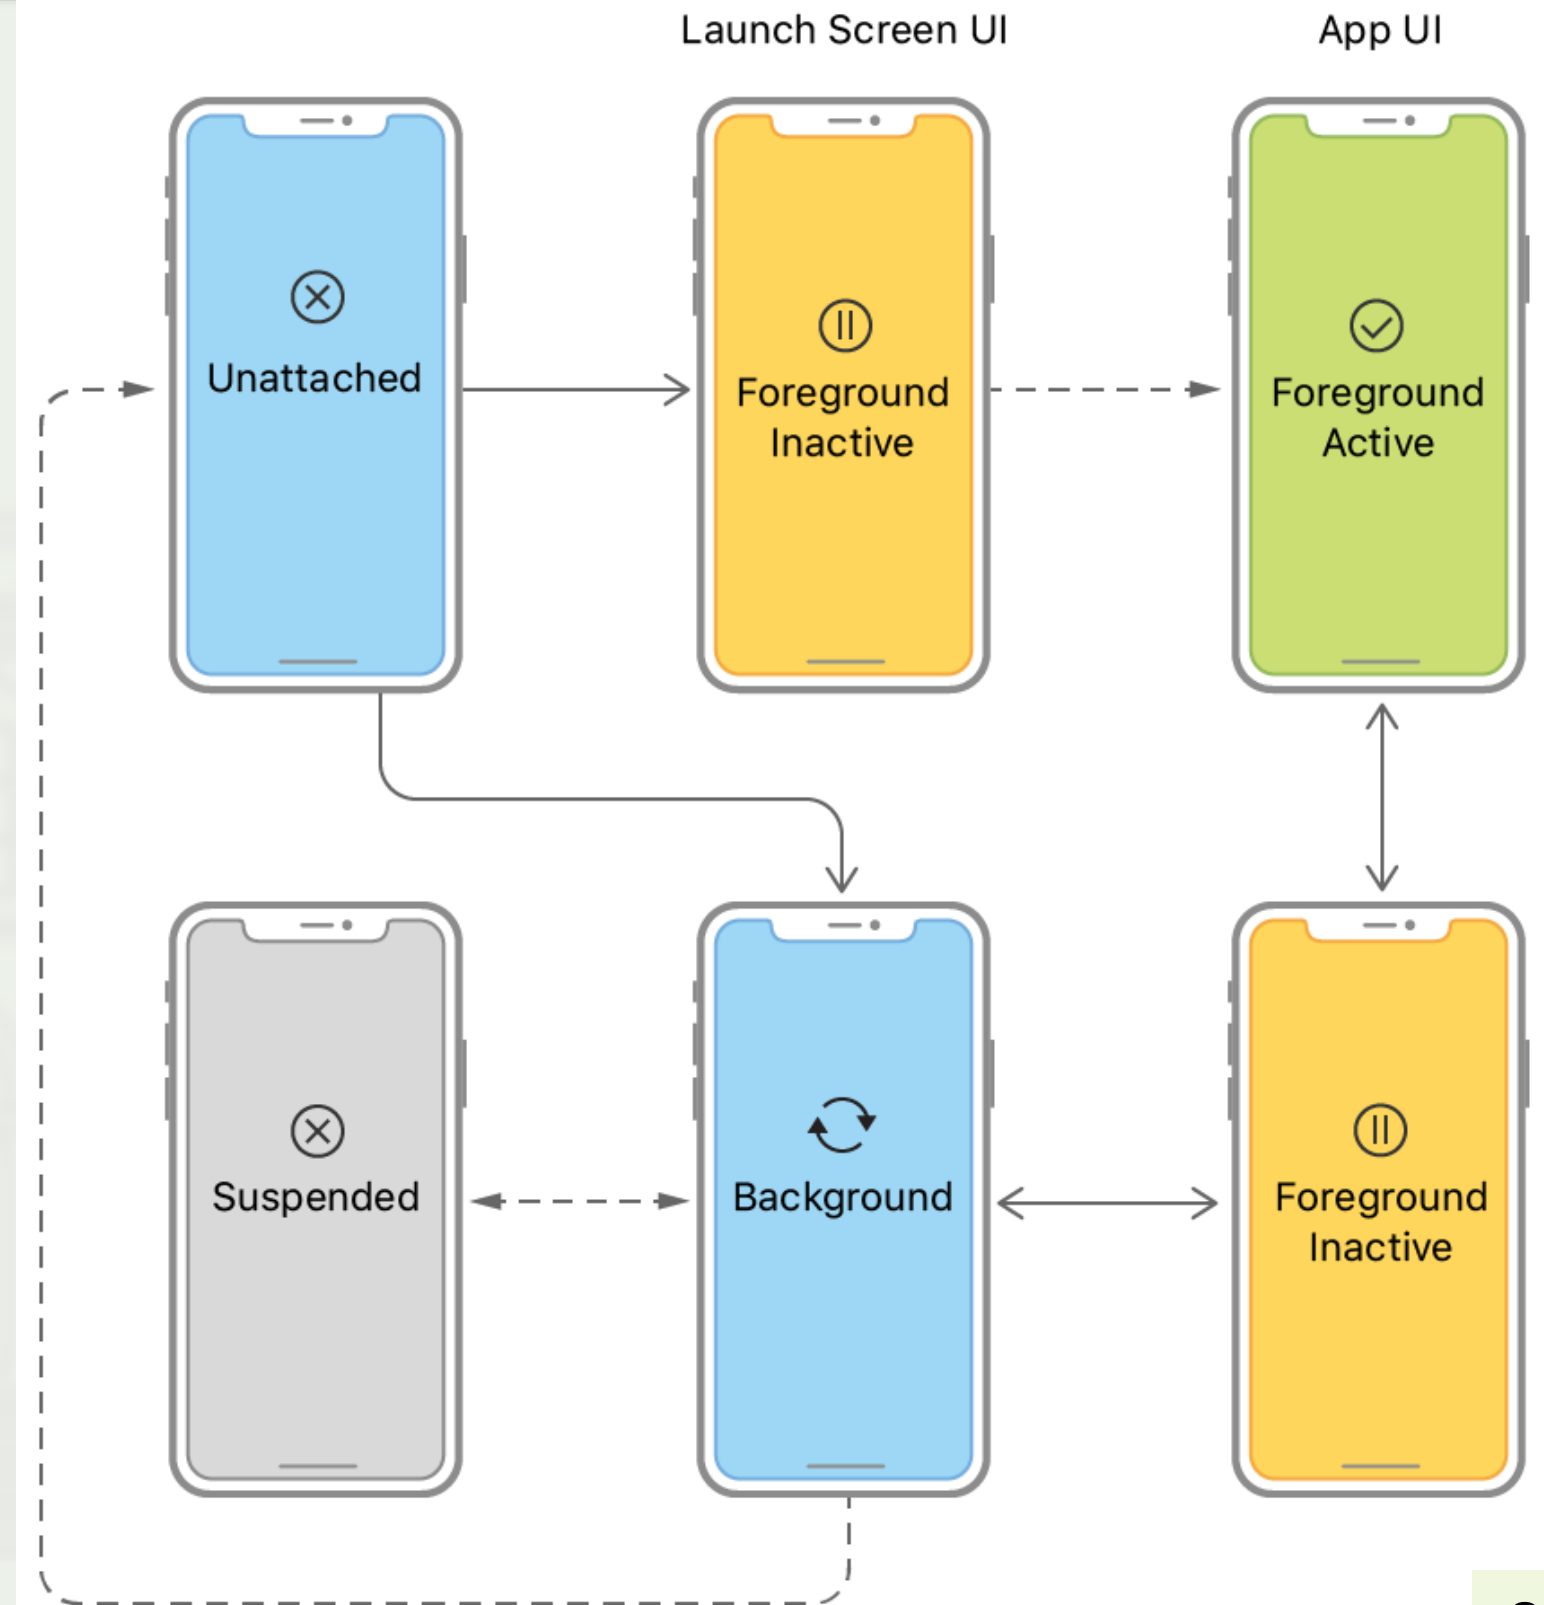 Launch Screen UI
App UI
Unattached
Foreground
Inactive
Foreground
Active
Suspended
Background
Foreground
Inactive